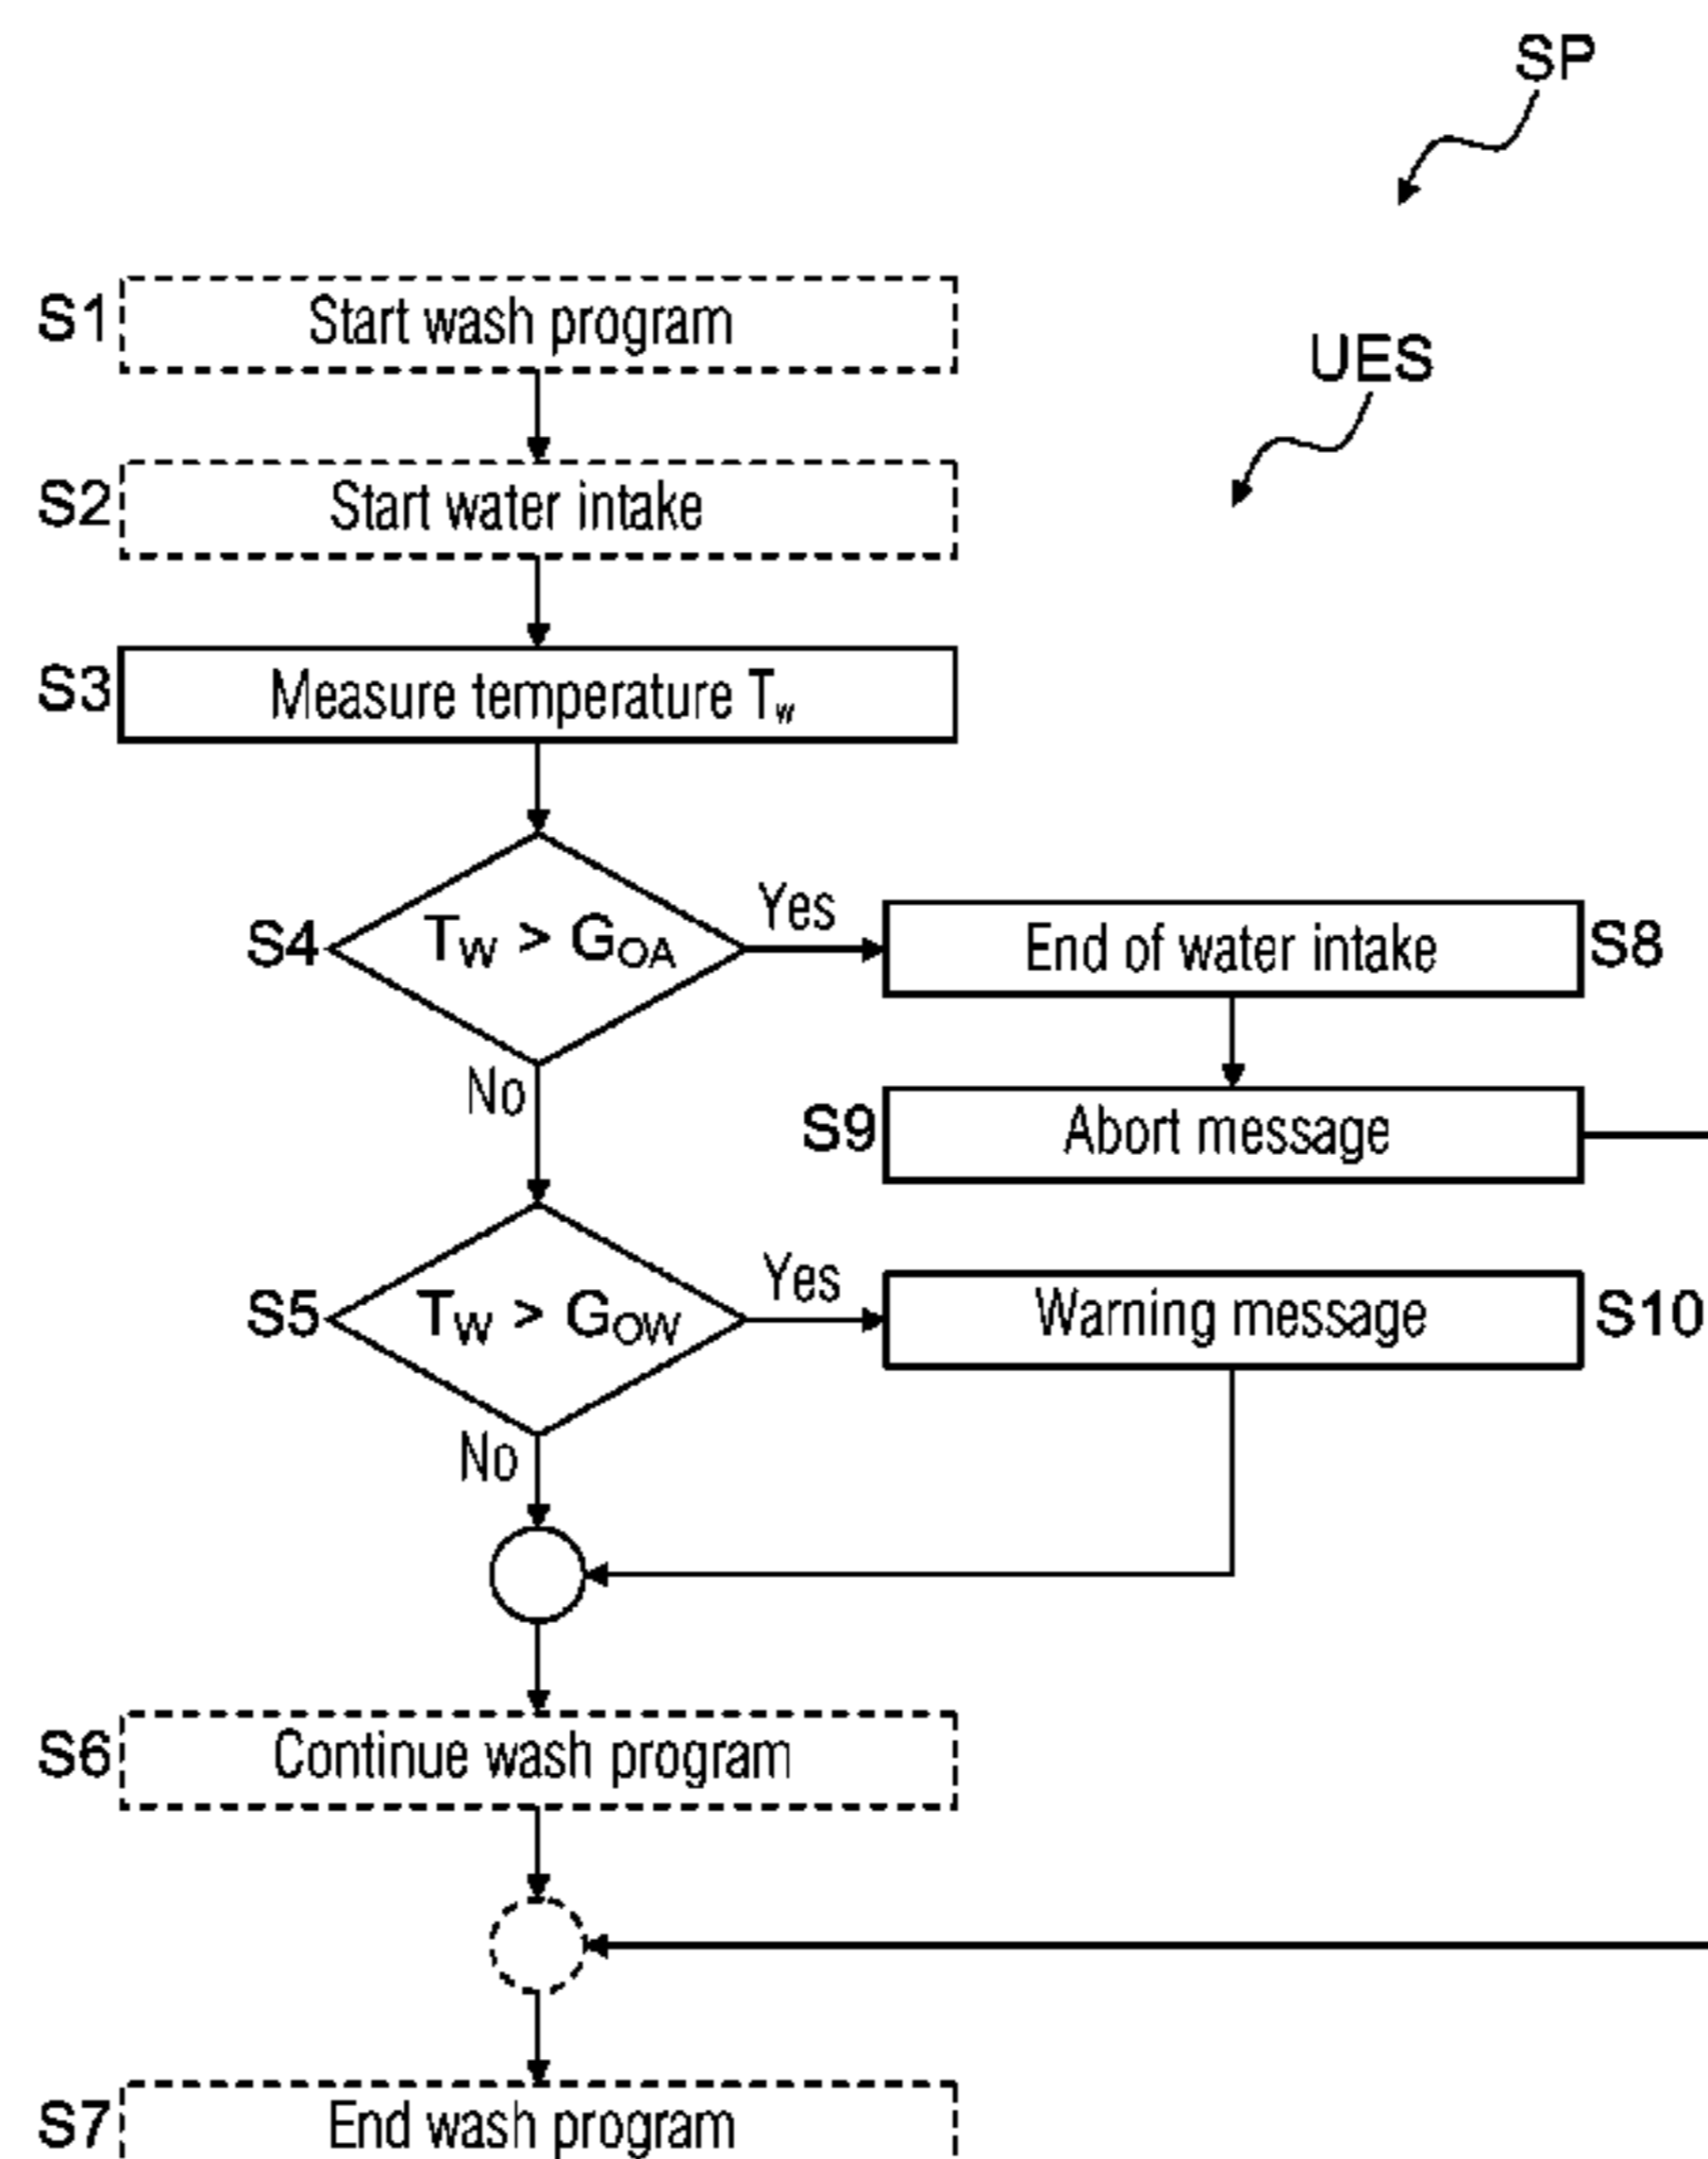 SP
S1 Start wash program
UES
S2 Start water intake
S3 Measure temperature Tw
S4 TW > GOA Yes End of water intake S8
No
S9 Abort message
S5 TW > GOW Yes Warning message S10
No
S6 Continue wash program
S7 End wash program